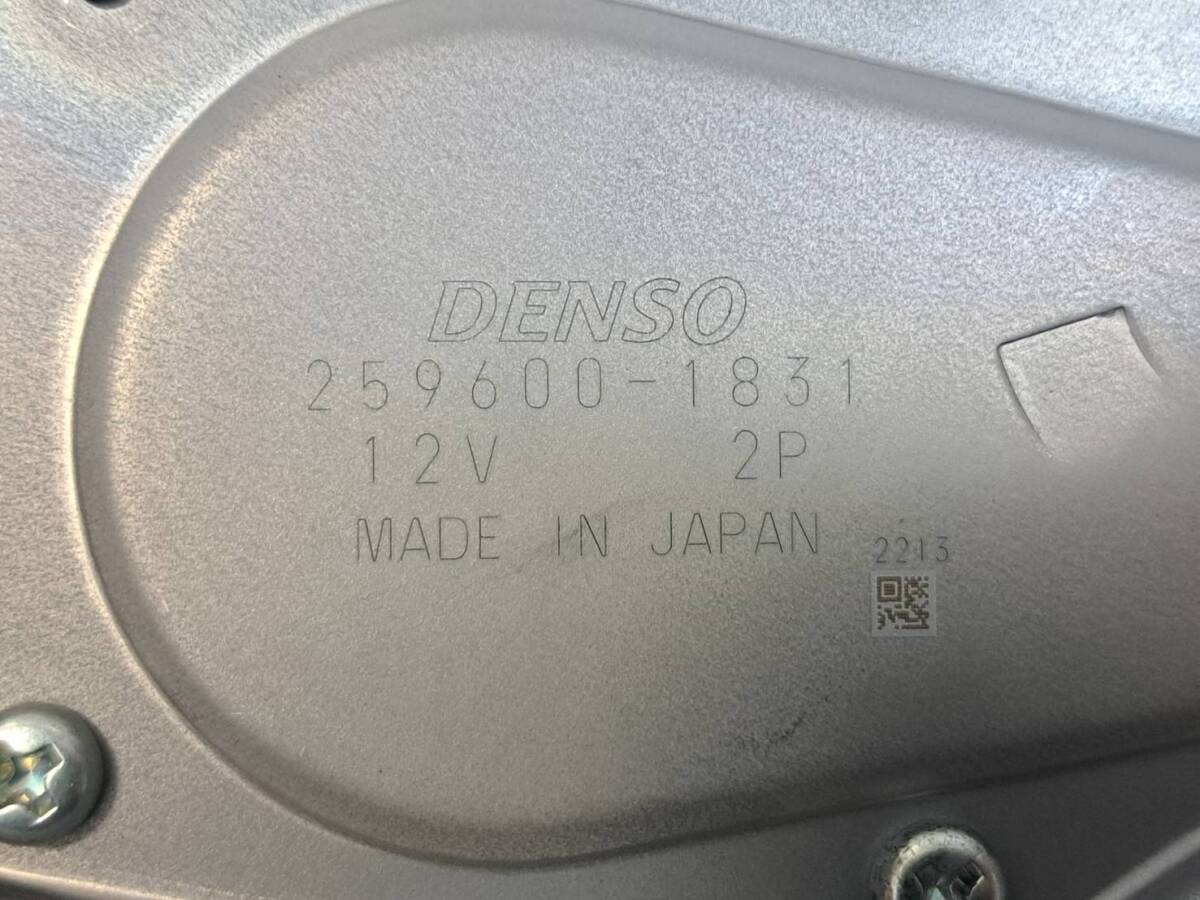 DENSO
259600-1831
12V 2P
MADE IN JAPAN
2213